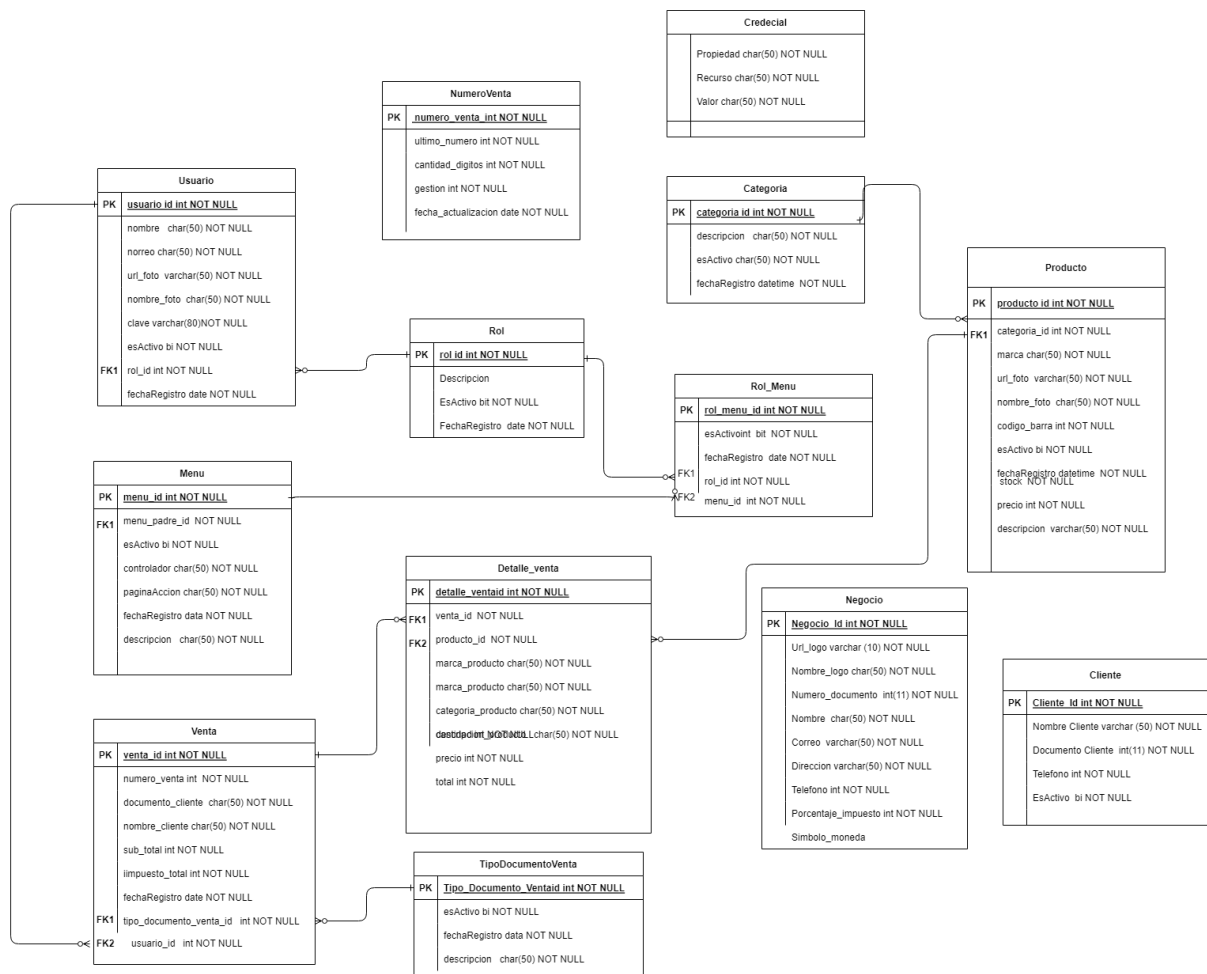 Credecial
Propiedad char(50) NOT NULL
Recurso char(50) NOT NULL
Valor char(50) NOT NULL
NumeroVenta
PK numero_venta_int NOT NULL
ultimo_numero int NOT NULL
cantidad_digitos int NOT NULL
gestion int NOT NULL
fecha_actualizacion date NOT NULL
Usuario
PK usuario id int NOT NULL
nombre char(50) NOT NULL
norreo char(50) NOT NULL
url_foto varchar(50) NOT NULL
nombre_foto char(50) NOT NULL
clave varchar(80)NOT NULL
esActivo bi NOT NULL
FK1 rol_id int NOT NULL
fechaRegistro date NOT NULL
Categoria
PK categoria id int NOT NULL
descripcion char(50) NOT NULL
esActivo char(50) NOT NULL
fechaRegistro datetime NOT NULL
Producto
PK producto id int NOT NULL
FK1 categoria_id int NOT NULL
marca char(50) NOT NULL
url_foto varchar(50) NOT NULL
nombre_foto char(50) NOT NULL
codigo_barra int NOT NULL
esActivo bi NOT NULL
fechaRegistro datetime NOT NULL
stock NOT NULL
precio int NOT NULL
descripcion varchar(50) NOT NULL
Rol
PK rol id int NOT NULL
Descripcion
EsActivo bit NOT NULL
FechaRegistro date NOT NULL
Rol_Menu
PK rol_menu_id int NOT NULL
esActivoint bit NOT NULL
fechaRegistro date NOT NULL
FK1 rol_id int NOT NULL
FK2 menu_id int NOT NULL
Menu
PK menu_id int NOT NULL
FK1 menu_padre_id NOT NULL
esActivo bi NOT NULL
controlador char(50) NOT NULL
paginaAccion char(50) NOT NULL
fechaRegistro data NOT NULL
descripcion char(50) NOT NULL
Detalle_venta
PK detalle_ventaid int NOT NULL
FK1 venta_id NOT NULL
FK2 producto_id NOT NULL
marca_producto char(50) NOT NULL
marca_producto char(50) NOT NULL
categoria_producto char(50) NOT NULL
char(50) NOT NULL
precio int NOT NULL
total int NOT NULL
Negocio
PK Negocio_Id int NOT NULL
Url_logo varchar (10) NOT NULL
Nombre_logo char(50) NOT NULL
Numero_documento int(11) NOT NULL
Nombre char(50) NOT NULL
Correo varchar(50) NOT NULL
Direccion varchar(50) NOT NULL
Telefono int NOT NULL
Porcentaje_impuesto int NOT NULL
Simbolo_moneda
Cliente
PK Cliente_Id int NOT NULL
Nombre Cliente varchar (50) NOT NULL
Documento Cliente int(11) NOT NULL
Telefono int NOT NULL
EsActivo bi NOT NULL
Venta
PK venta_id int NOT NULL
numero_venta int NOT NULL
documento_cliente char(50) NOT NULL
nombre_cliente char(50) NOT NULL
sub_total int NOT NULL
iimpuesto_total int NOT NULL
fechaRegistro date NOT NULL
FK1 tipo_documento_venta_id int NOT NULL
FK2 usuario_id int NOT NULL
TipoDocumentoVenta
PK Tipo_Documento_Ventaid int NOT NULL
esActivo bi NOT NULL
fechaRegistro data NOT NULL
descripcion char(50) NOT NULL